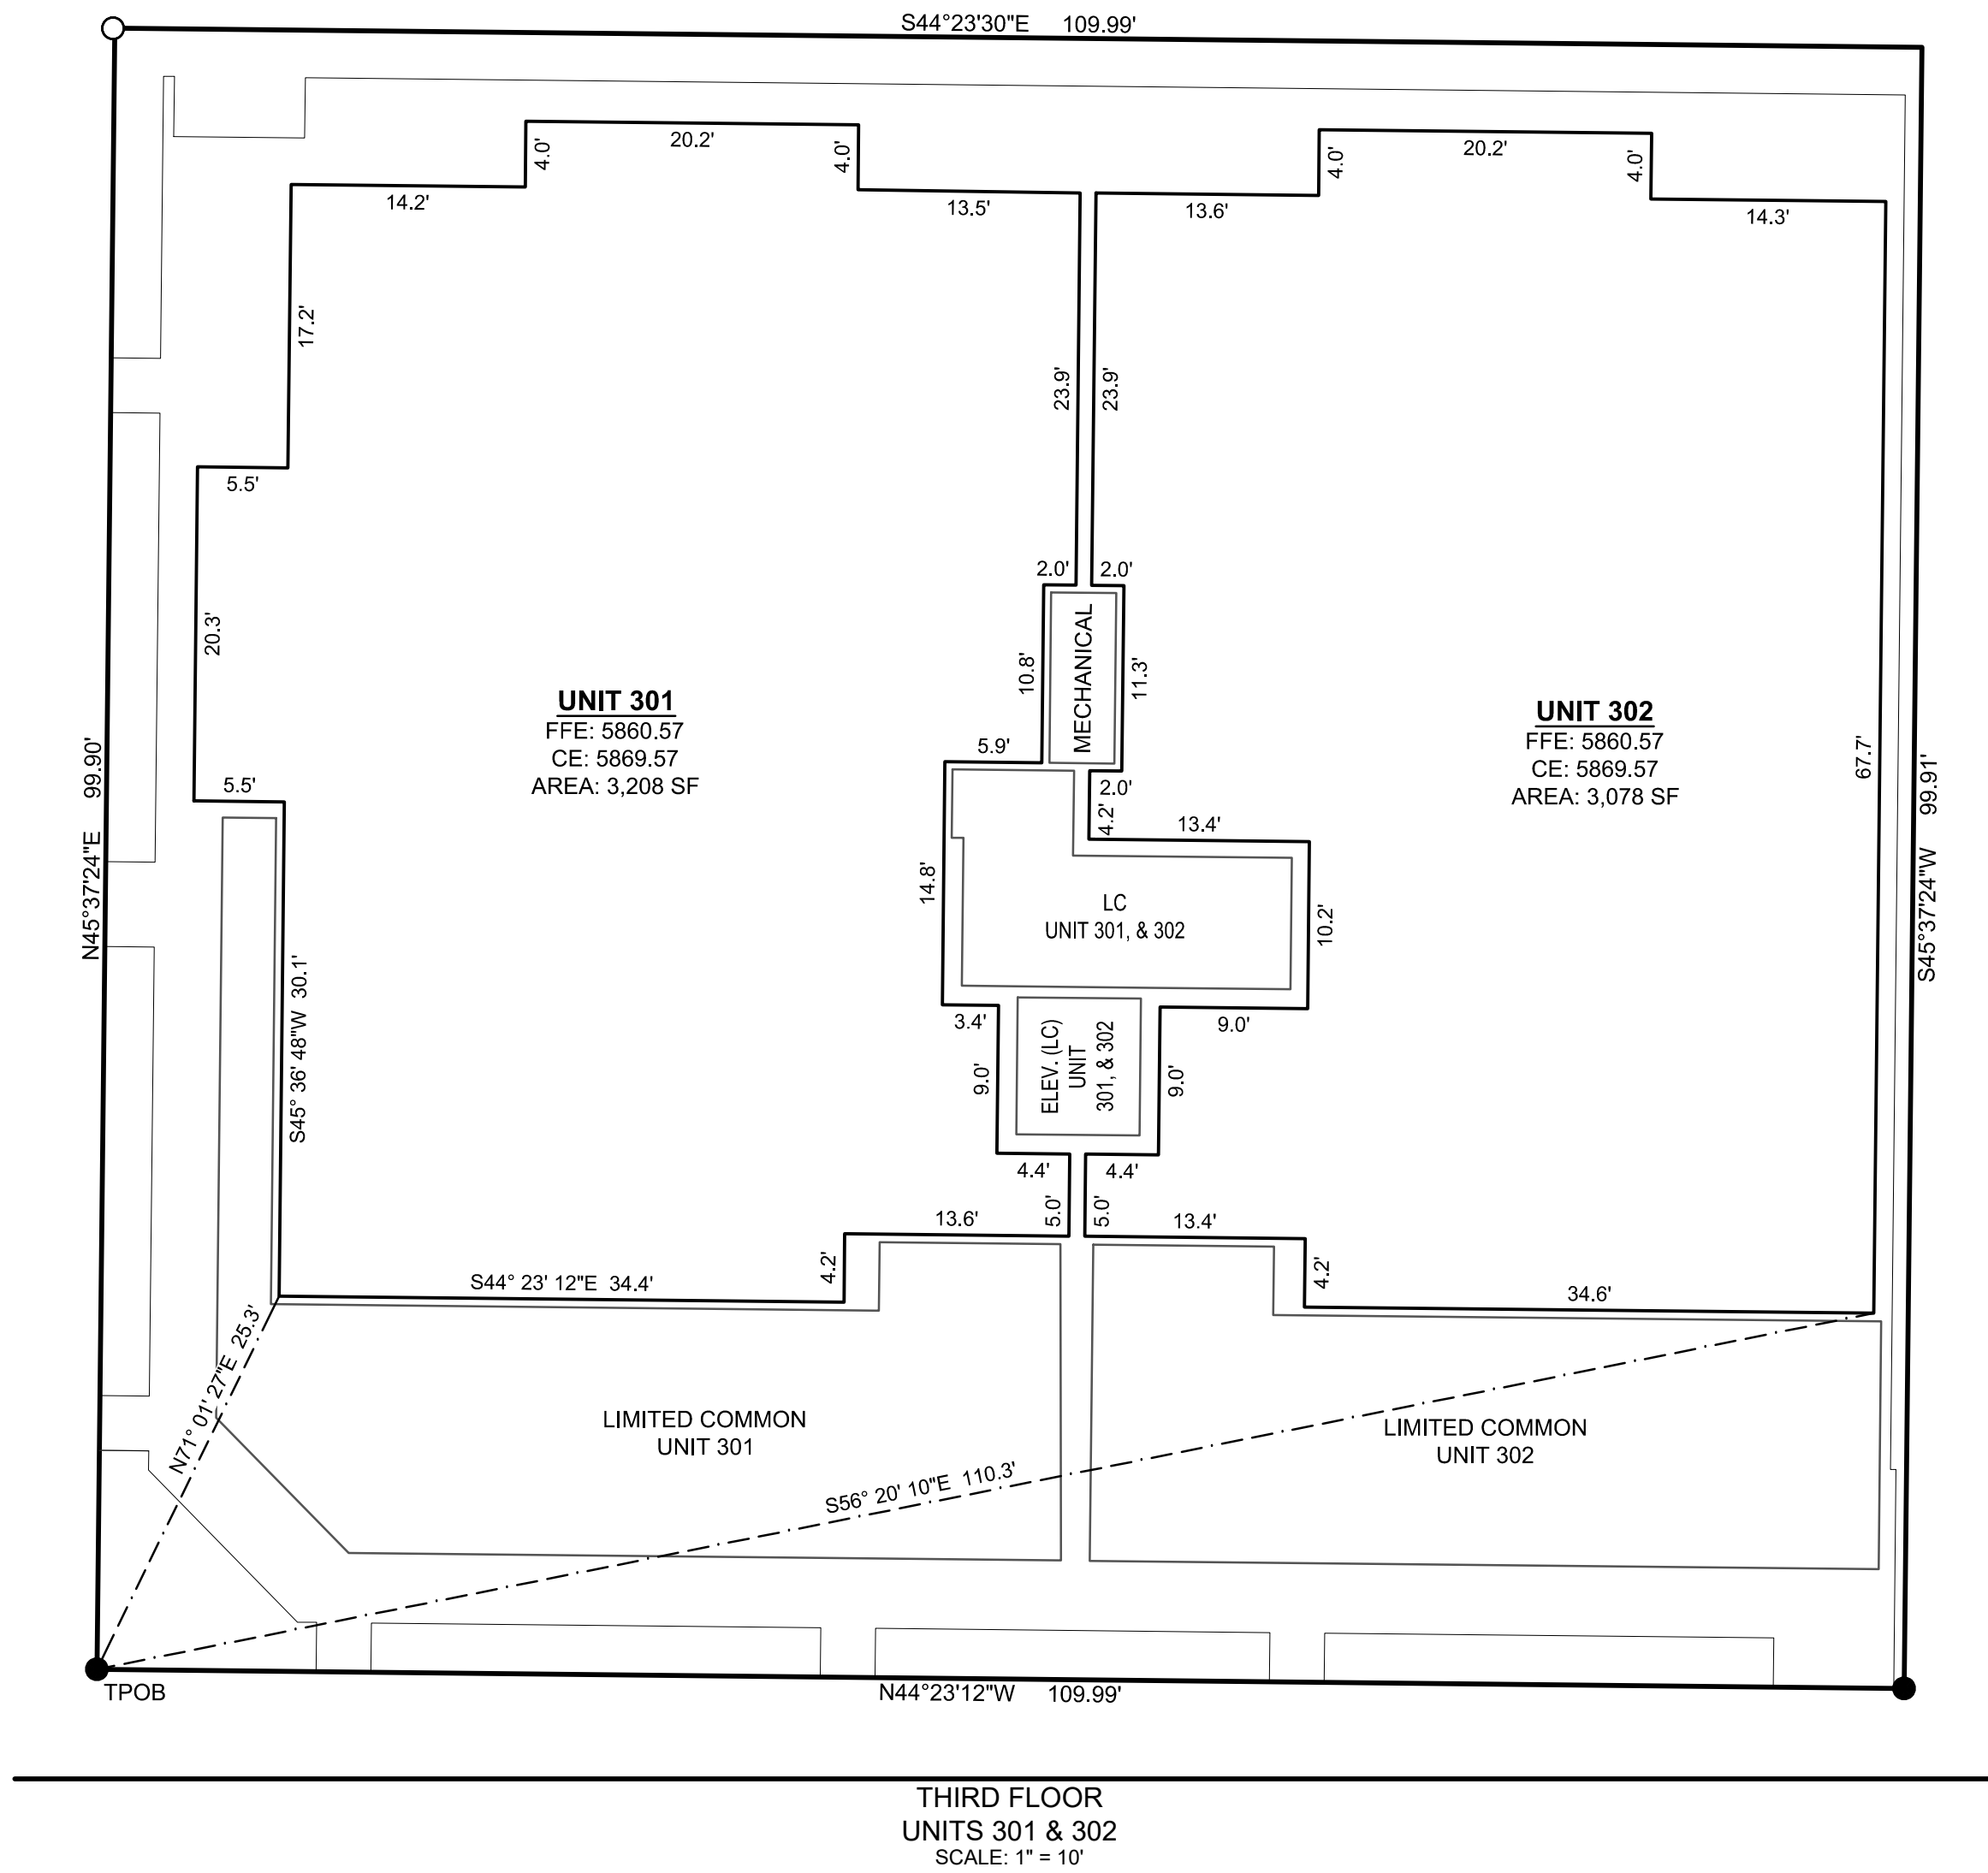 S44°23'30"E 109.99'
20.2'
4.0'
4.0'
14.2'
13.5'
20.2'
4.0'
4.0'
13.6'
14.3'
17.2'
23.9'
23.9'
5.5'
2.0'
2.0'
20.3'
10.8'
MECHANICAL
11.3'
UNIT 301
FFE: 5860.57
CE: 5869.57
AREA: 3,208 SF
UNIT 302
FFE: 5860.57
CE: 5869.57
AREA: 3,078 SF
67.7'
N45°37'24"E 99.90'
S45°37'24"W 99.91'
5.5'
5.9'
2.0'
4.2'
13.4'
14.8'
LC
UNIT 301, & 302
10.2'
S45° 36' 48"W 30.1'
3.4'
9.0'
ELEV. (LC)
UNIT
301, & 302
9.0'
9.0'
4.4'
4.4'
5.0'
5.0'
13.6'
13.4'
4.2'
4.2'
S44° 23' 12"E 34.4'
34.6'
N71° 01' 27"E 25.3'
LIMITED COMMON
UNIT 301
LIMITED COMMON
UNIT 302
S56° 20' 10"E 110.3'
TPOB
N44°23'12"W 109.99'
THIRD FLOOR
UNITS 301 & 302
SCALE: 1" = 10'